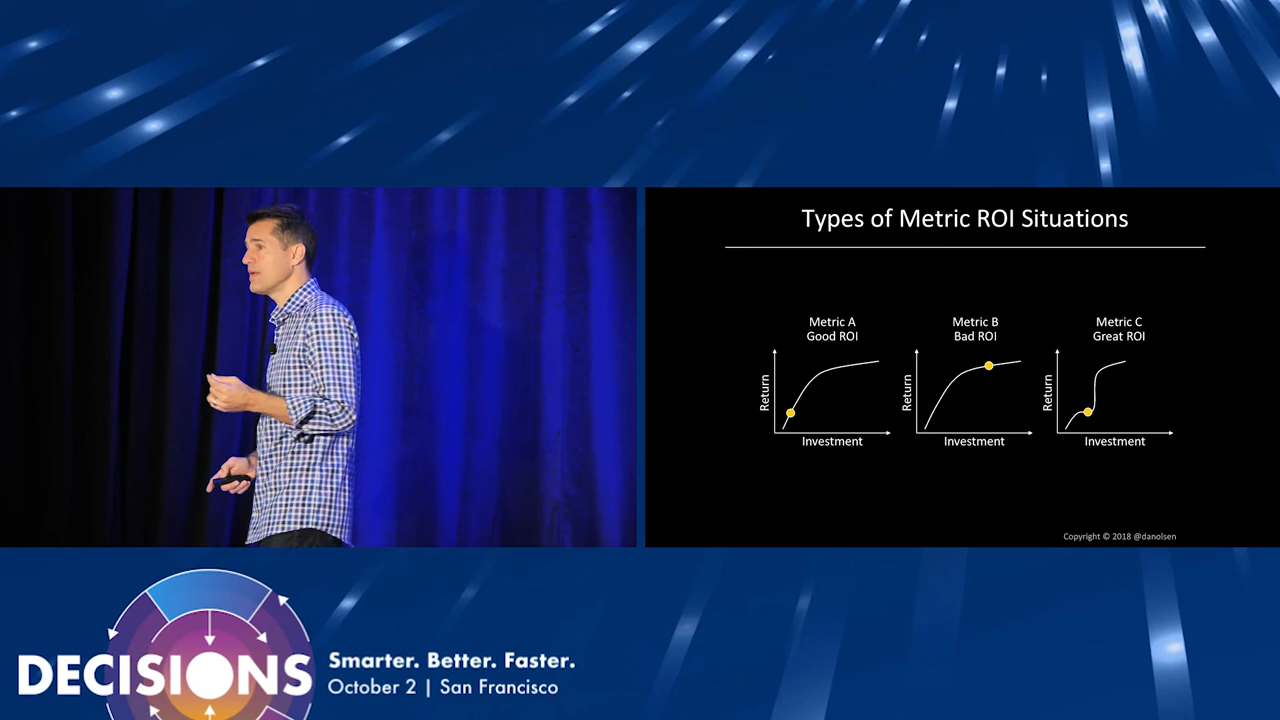 Types of Metric ROI Situations
Metric A
Good ROI
Return
Investment
Metric B
Bad ROI
Return
Investment
Metric C
Great ROI
Return
Investment
Copyright © 2018 @danolsen
DECISIONS
Smarter. Better. Faster.
October 2 | San Francisco